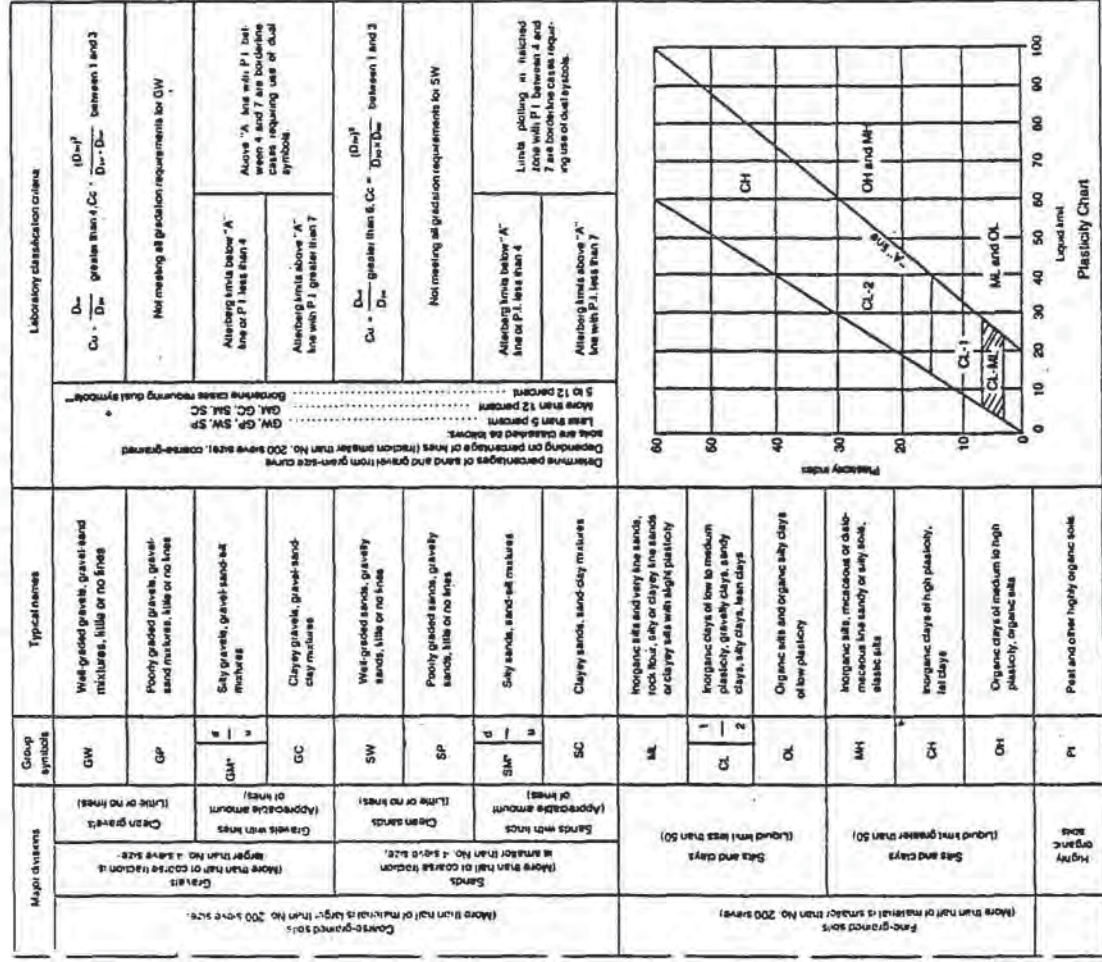 Major divisions
Group
symbols
Typical names
Laboratory classification criteria
Coarse-grained soils
(More than half of material is larger than No. 200 sieve size.
Gravels
(More than half of coarse fraction is
larger than No. 4 sieve size-
Clean gravels
(Little or no fines)
GW
Well-graded gravels, gravel-sand
mixtures, little or no fines
GP
Poorly graded gravels, gravel-
sand mixtures, little or no fines
Gravels with fines
(Appreciable amount
of fines)
GM*
d
u
Silty gravels, gravel-sand-silt
mixtures
GC
Clayey gravels, gravel-sand-
clay mixtures
Sands
(More than half of coarse fraction
is smaller than No. 4 sieve size,
Clean sands
(Little or no fines)
SW
Well-graded sands, gravelly
sands, little or no fines
SP
Poorly graded sands, gravelly
sands, little or no fines
Sands with fines
(Appreciable amount
of fines)
SM*
d
u
Silty sands, sand-silt mixtures
SC
Clayey sands, sand-clay mixtures
Determine percentages of sand and gravel from grain-size curve
Depending on percentage of fines (fraction smaller than No. 200 sieve size), coarse-grained
soils are classified as follows:
Less than 5 percent
GW, GP, SW, SP
More than 12 percent
GM, GC, SM, SC
5 to 12 percent
Borderline cases requiring dual symbols**
greater than 4, Cc
between 1 and 3
Not meeting all gradation requirements for GW
Atterberg limits below "A"
line or P.I. less than 4
Atterberg limits above "A"
line with P.I. greater than 7
Above "A" line with P.I. bet-
ween 4 and 7 are borderline
cases requiring use of dual
symbols.
greater than 6, Cc =
between 1 and 3
Not meeting all gradation requirements for SW
Atterberg limits below "A"
line or P.I. less than 4
Atterberg limits above "A"
line with P.I. greater than 7
Limits plotting in hatched
zone with P.I. between 4 and
7 are borderline cases requir-
ing use of dual symbols.
Fine-grained soils
(More than half of material is smaller than No. 200 sieve)
Silts and clays
(Liquid limit less than 50)
ML
Inorganic silts and very fine sands,
rock flour, silty or clayey fine sands
or clayey silts with slight plasticity
CL
1
2
Inorganic clays of low to medium
plasticity, gravelly clays, sandy
clays, silty clays, lean clays
OL
Organic silts and organic silty clays
of low plasticity
Silts and clays
(Liquid limit greater than 50)
MH
Inorganic silts, micaceous or diato-
maceous fine sandy or silty soils,
elastic silts
CH
Inorganic clays of high plasticity,
fat clays
OH
Organic clays of medium to high
plasticity, organic silts
Highly
organic
soils
Pt
Peat and other highly organic soils
Plasticity index
60
50
40
30
20
10
0
CH
CL-2
"A" line
OH and MH
CL-1
CL-ML
ML and OL
0 10 20 30 40 50 60 70 80 90 100
Liquid limit
Plasticity Chart